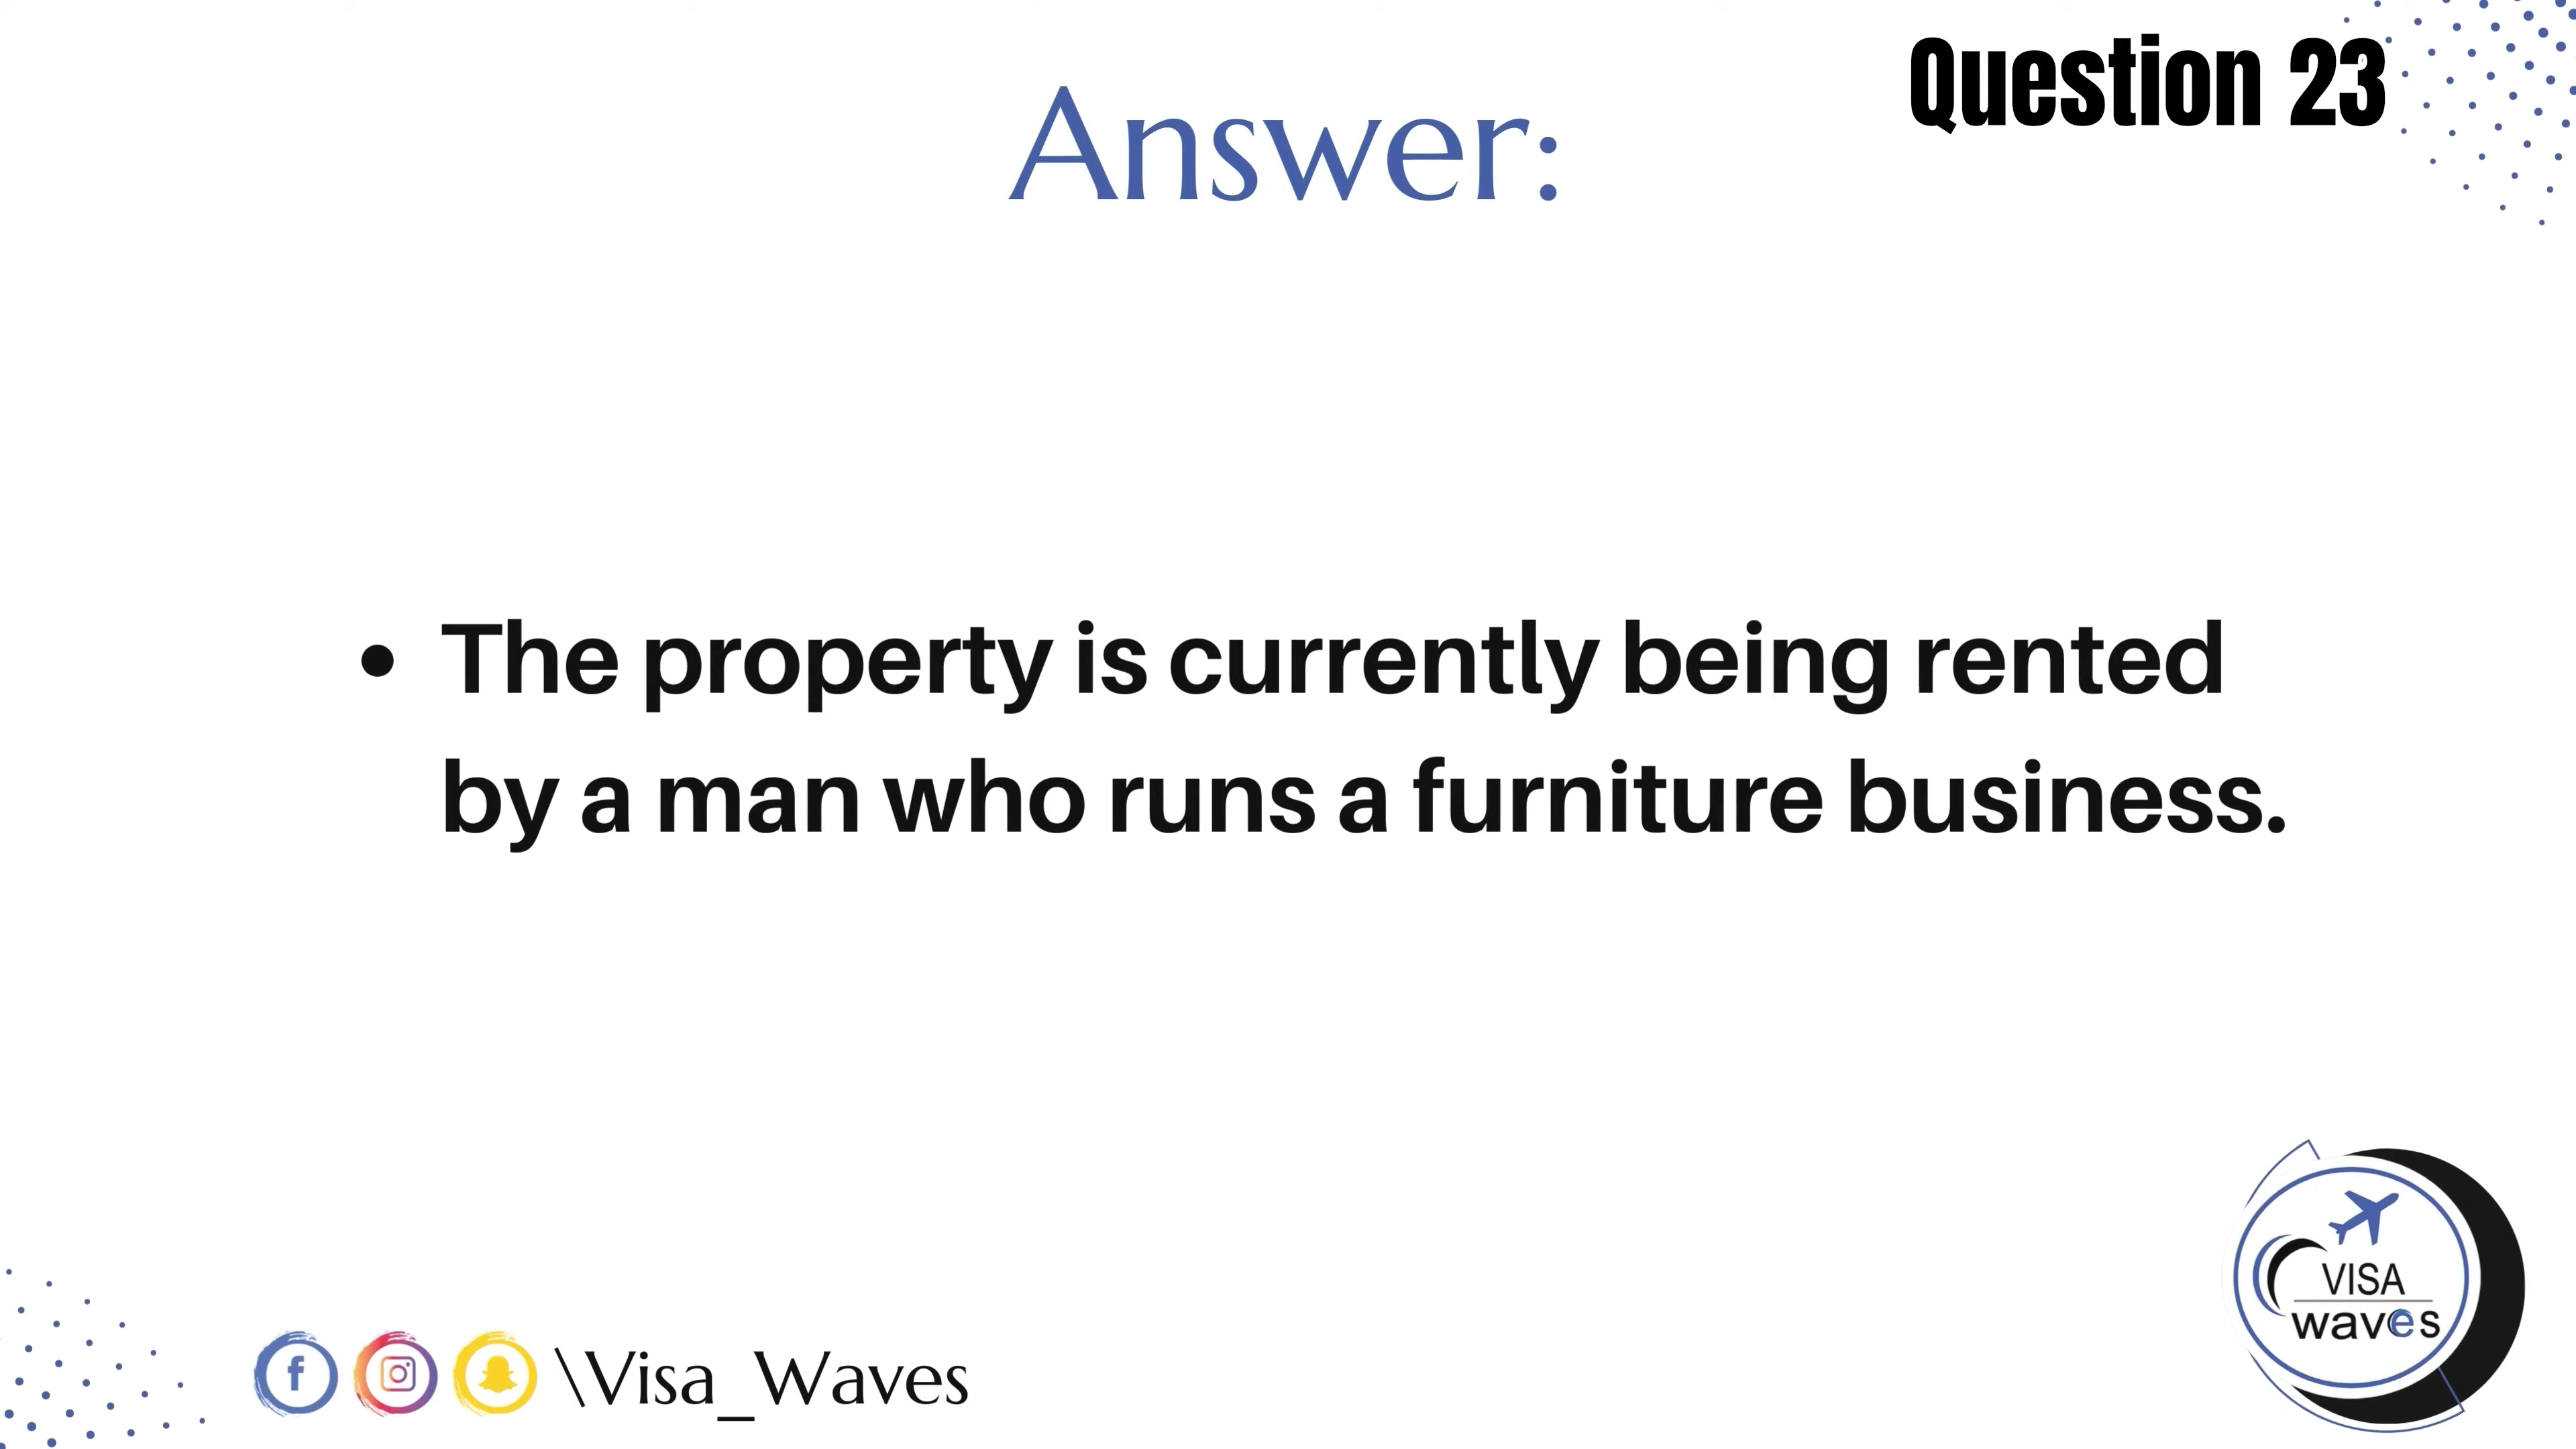 Question 23
Answer:
• The property is currently being rented
by a man who runs a furniture business.
VISA
waves
\Visa_Waves